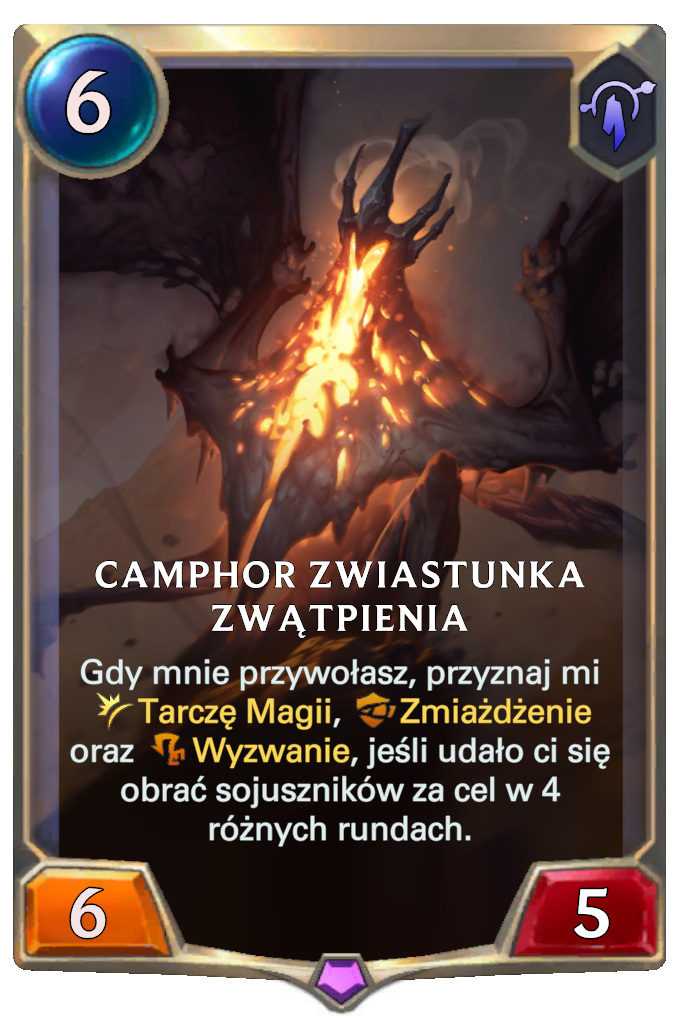 6
CAMPHOR ZWIASTUNKA
ZWĄTPIENIA
Gdy mnie przywołasz, przyznaj mi
Tarczę Magii, Zmiażdżenie
oraz Wyzwanie, jeśli udało ci się
obrać sojuszników za cel w 4
różnych rundach.
6
5